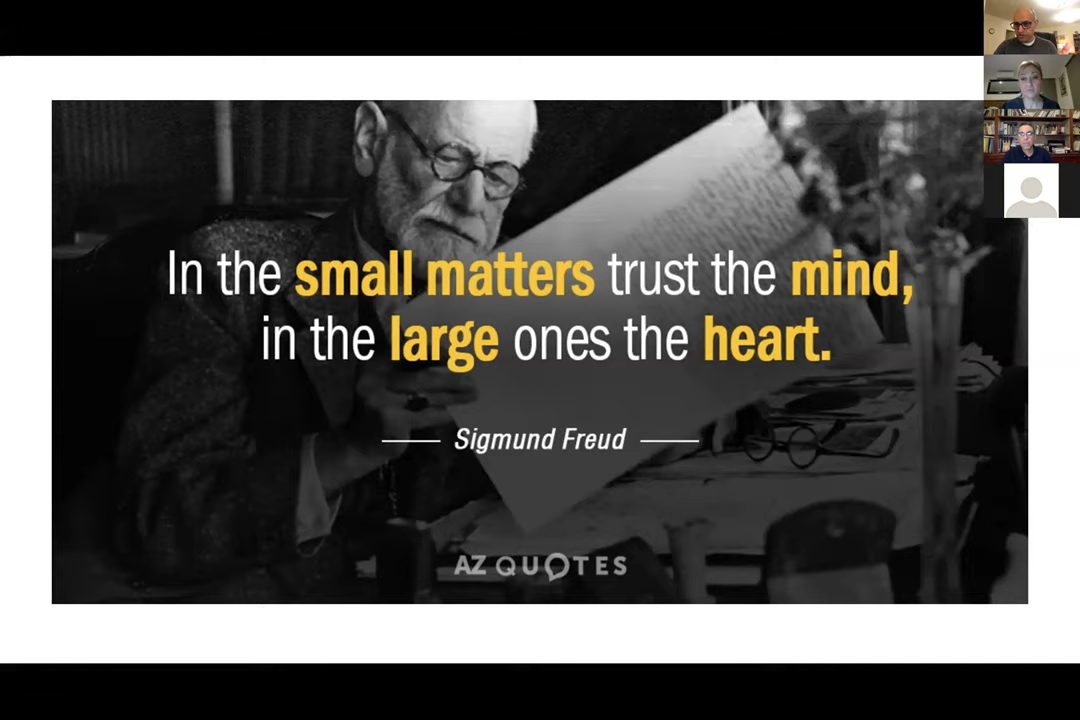 In the small matters trust the mind,
in the large ones the heart.
Sigmund Freud
AZ QUOTES